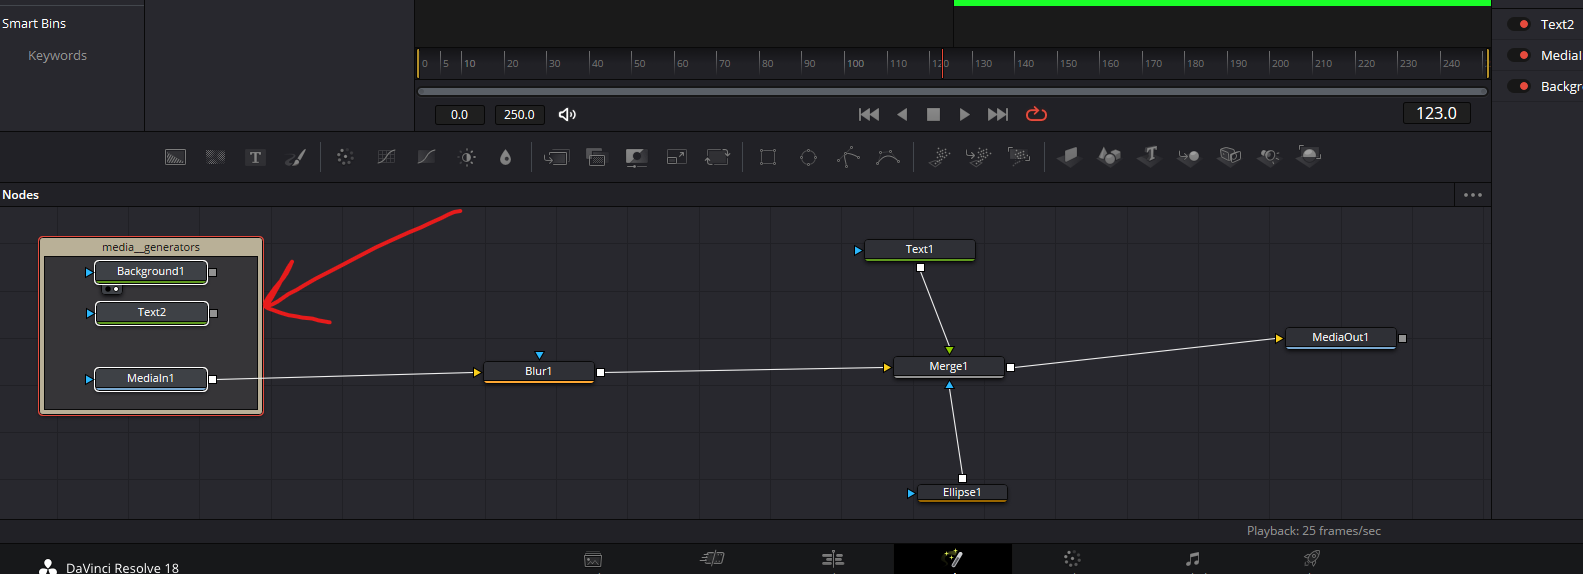 Smart Bins
Keywords
0 5 10 20 30 40 50 60 70 80 90 100 110 120 130 140 150 160 170 180 190 200 210 220 230 240
0.0 250.0 123.0
Text2
MediaI
Backgr
T
Nodes
media__generators
Background1
Text2
MediaIn1
Blur1
Text1
Merge1
MediaOut1
Ellipse1
Playback: 25 frames/sec
DaVinci Resolve 18